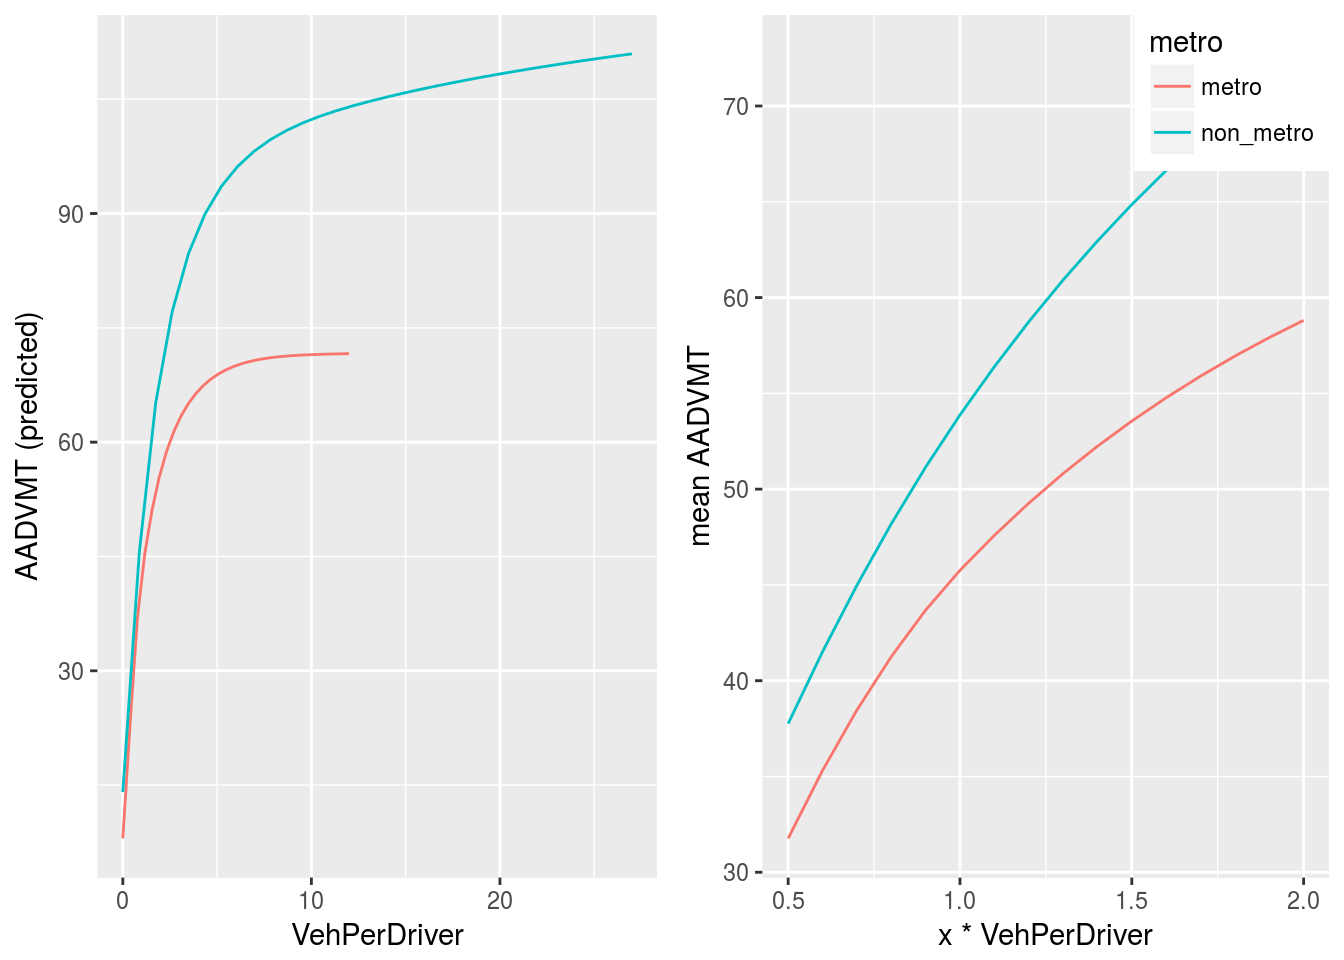 AADVMT (predicted)
90
60
30
0 10 20
VehPerDriver
mean AADVMT
70
60
50
40
30
0.5 1.0 1.5 2.0
x * VehPerDriver
metro
metro
non_metro